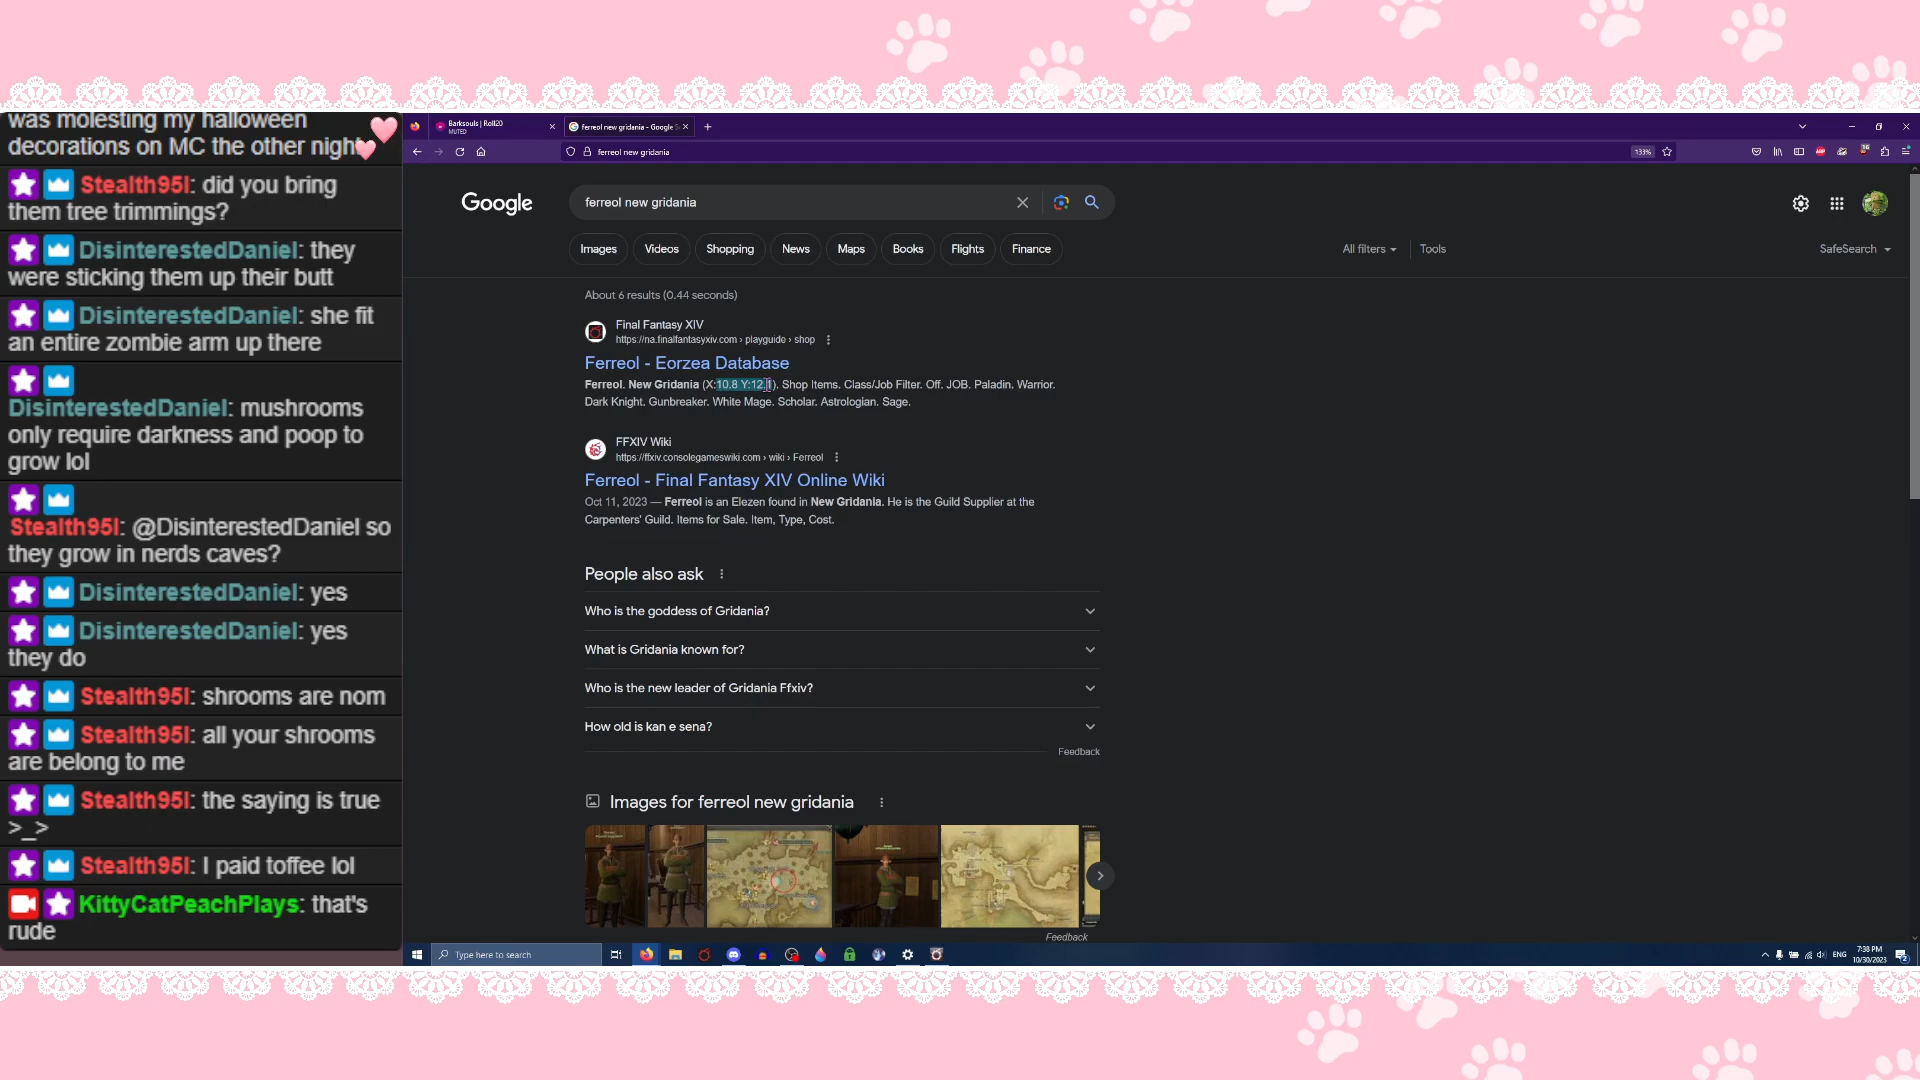 was molesting my halloween
decorations on MC the other night
Stealth95l: did you bring
them tree trimmings?
DisinterestedDaniel: they
were sticking them up their butt
DisinterestedDaniel: she fit
an entire zombie arm up there
DisinterestedDaniel: mushrooms
only require darkness and poop to
grow lol
Stealth95l: @DisinterestedDaniel so
they grow in nerds caves?
DisinterestedDaniel: yes
DisinterestedDaniel: yes
they do
Stealth95l: shrooms are nom
Stealth95l: all your shrooms
are belong to me
Stealth95l: the saying is true
>_>
Stealth95l: I paid toffee lol
KittyCatPeachPlays: that's
rude
Barksouls | Roll20
MUTED
ferreol new gridania - Google S
ferreol new gridania
133%
Google
ferreol new gridania
Images
Videos
Shopping
News
Maps
Books
Flights
Finance
All filters
Tools
SafeSearch
About 6 results (0.44 seconds)
Final Fantasy XIV
https://na.finalfantasyxiv.com › playguide › shop
Ferreol - Eorzea Database
Ferreol. New Gridania (X:10.8 Y:12.1). Shop Items. Class/Job Filter. Off. JOB. Paladin. Warrior.
Dark Knight. Gunbreaker. White Mage. Scholar. Astrologian. Sage.
FFXIV Wiki
https://ffxiv.consolegameswiki.com › wiki › Ferreol
Ferreol - Final Fantasy XIV Online Wiki
Oct 11, 2023 — Ferreol is an Elezen found in New Gridania. He is the Guild Supplier at the
Carpenters' Guild. Items for Sale. Item, Type, Cost.
People also ask
Who is the goddess of Gridania?
What is Gridania known for?
Who is the new leader of Gridania Ffxiv?
How old is kan e sena?
Feedback
Images for ferreol new gridania
Feedback
Type here to search
ENG
7:38 PM
10/30/2023